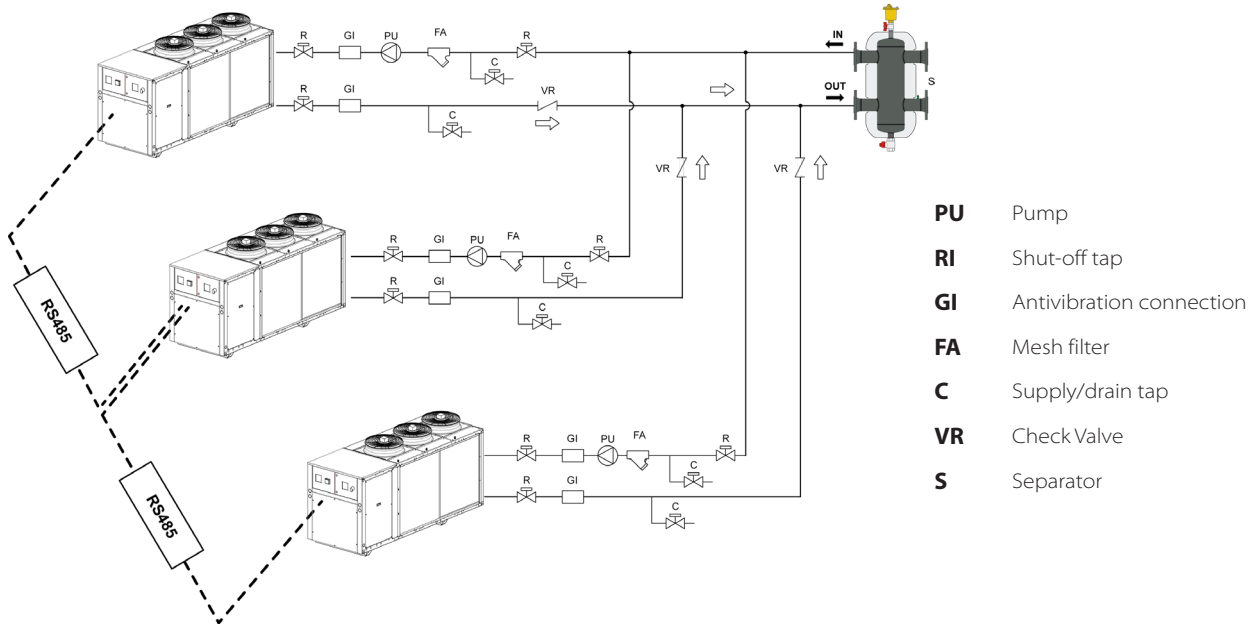 R GI PU FA R
C
IN
S
OUT
R GI VR
C
VR VR
R GI PU FA R
C
R GI
C
RS485
R GI PU FA R
C
R GI
C
RS485
PU Pump
RI Shut-off tap
GI Antivibration connection
FA Mesh filter
C Supply/drain tap
VR Check Valve
S Separator